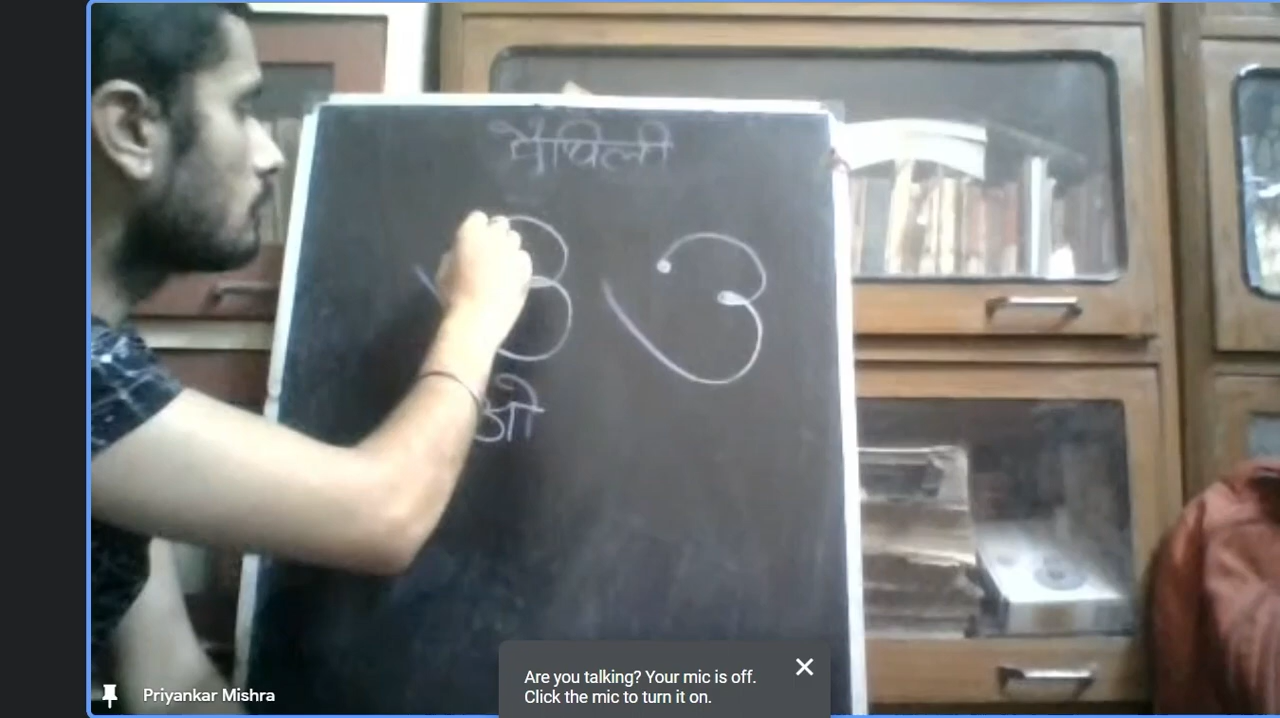 मैथिली
ও
ओ
Are you talking? Your mic is off.
Click the mic to turn it on.
Priyankar Mishra